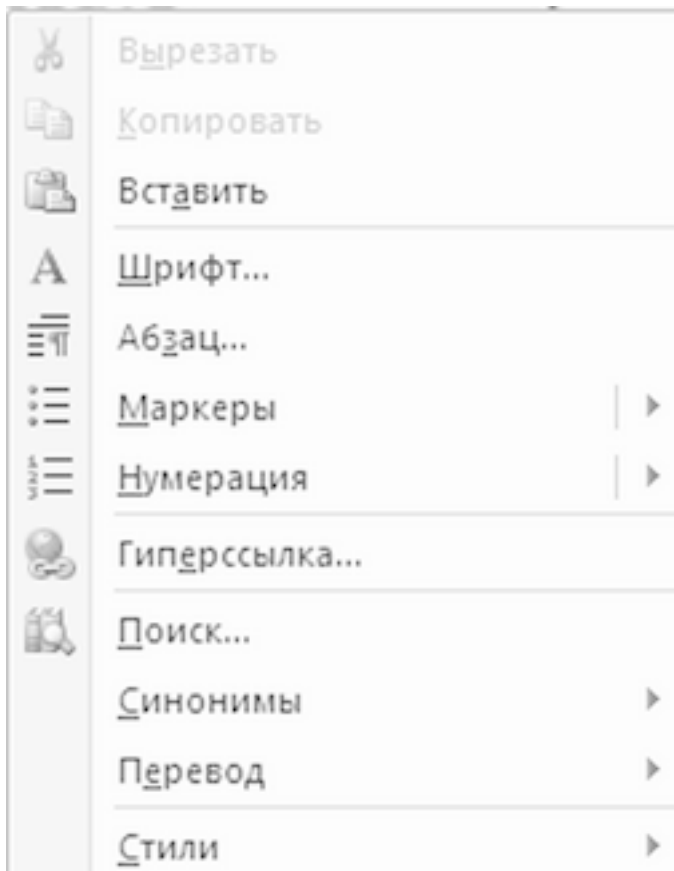 Вырезать
Копировать
Вставить
Шрифт...
Абзац...
Маркеры
Нумерация
Гиперссылка...
Поиск...
Синонимы
Перевод
Стили